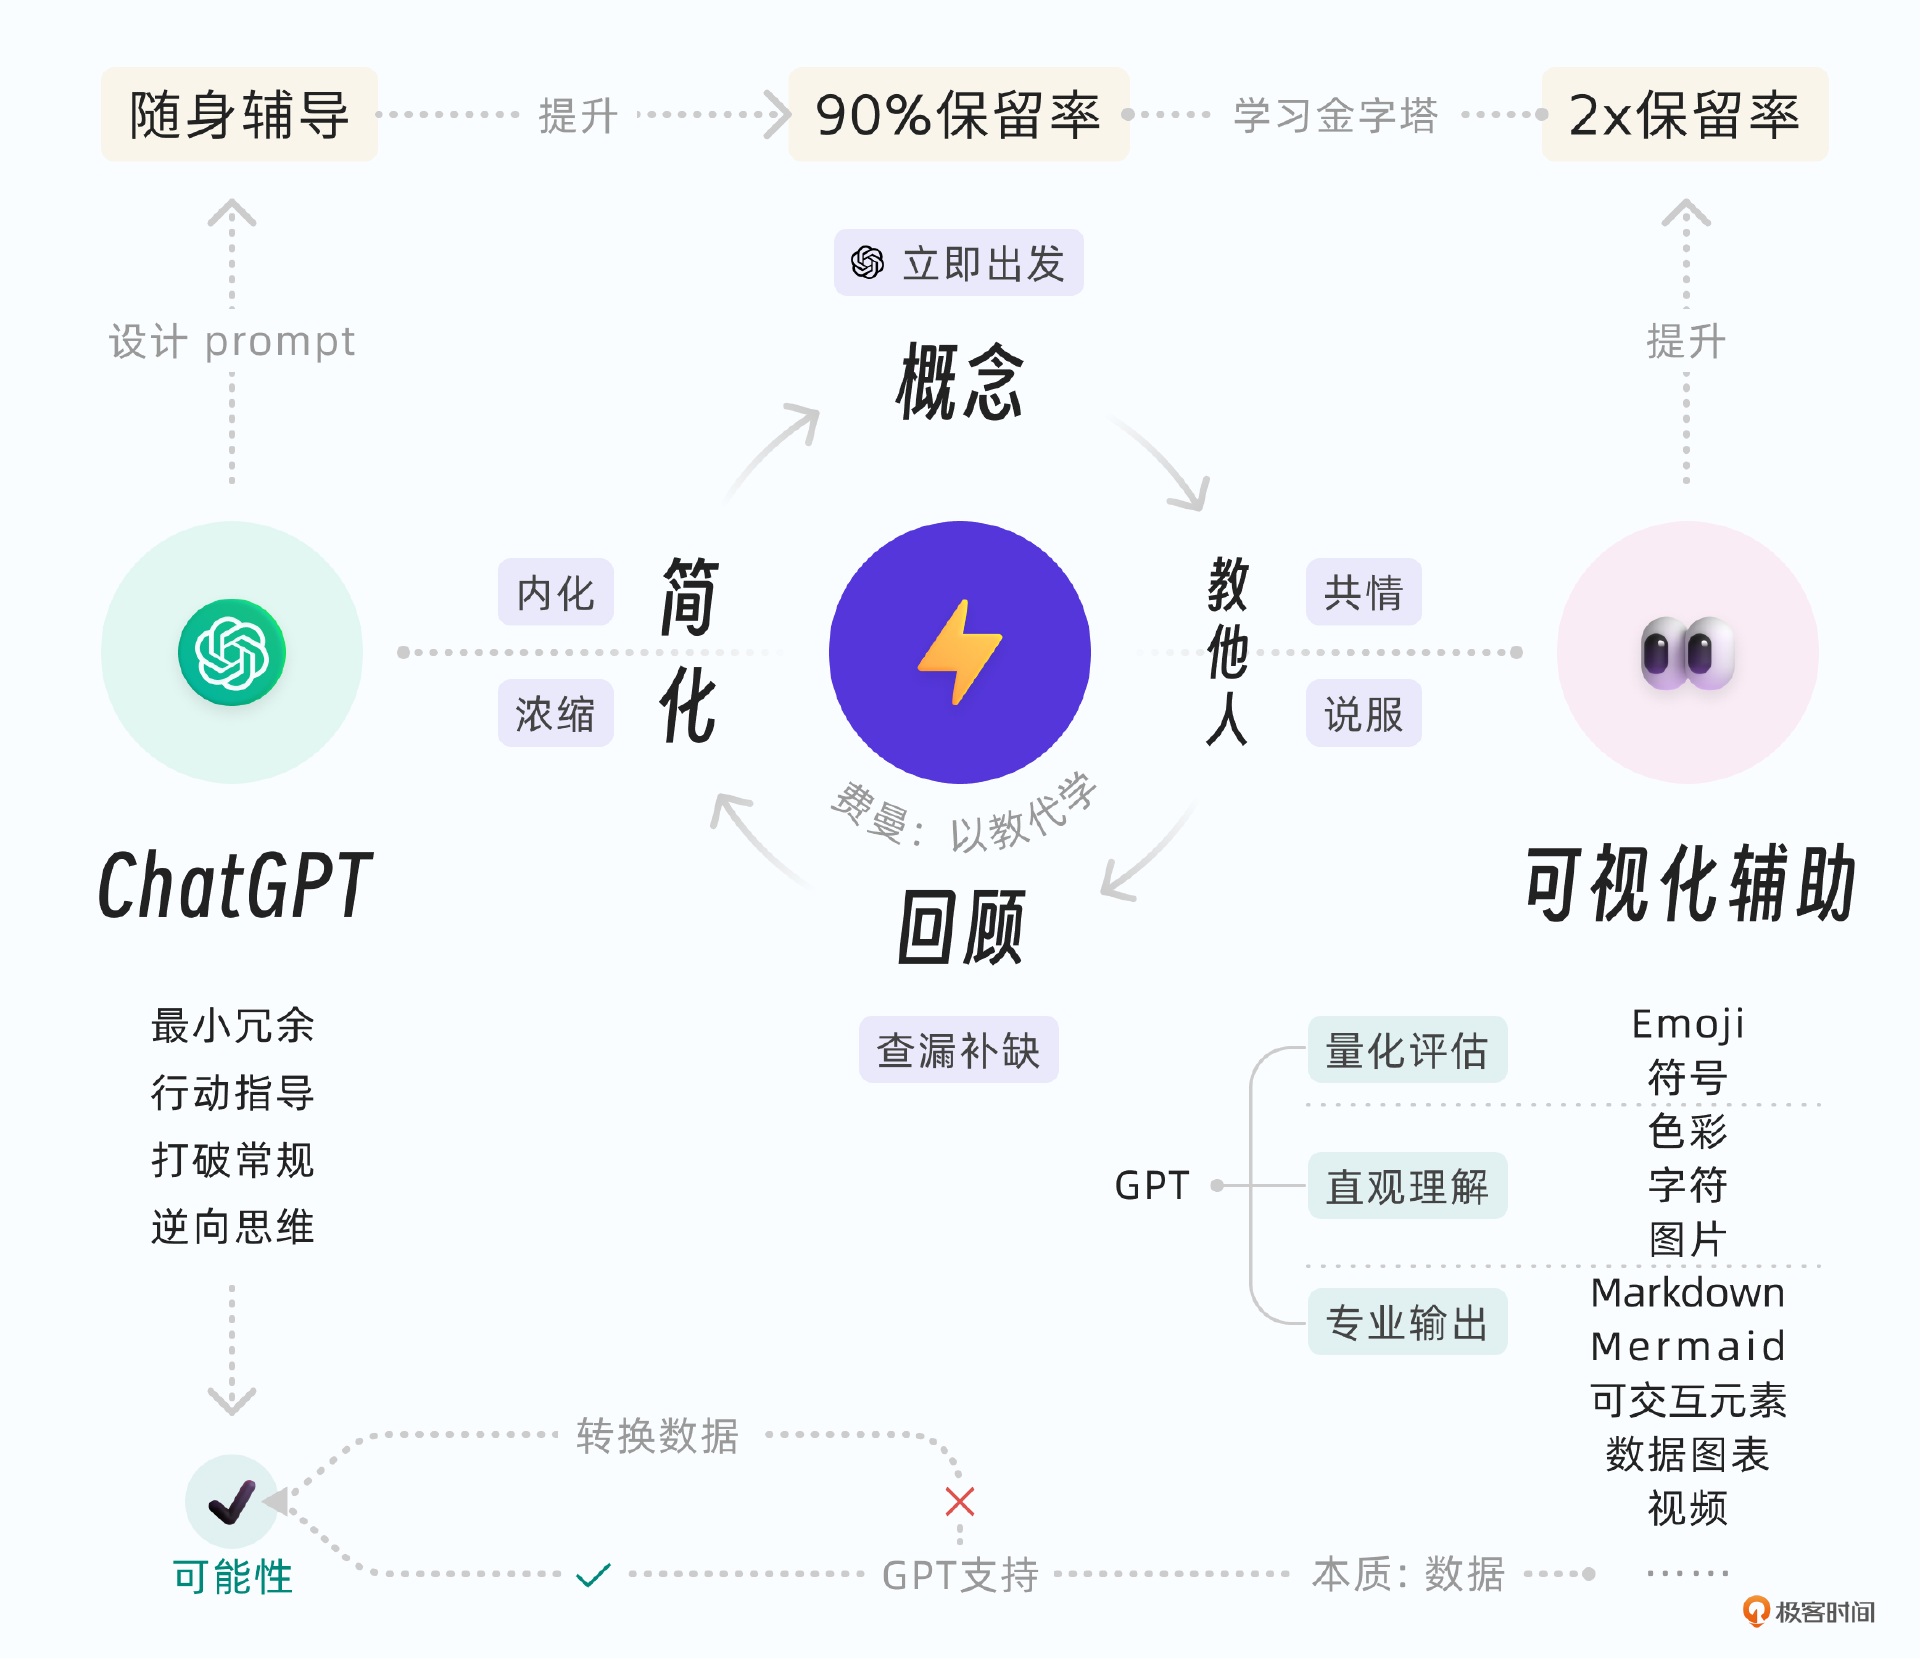 随身辅导
提升
90%保留率
学习金字塔
2x保留率
立即出发
设计 prompt
提升
概念
内化
简化
浓缩
教他人
共情
说服
费曼：以教代学
ChatGPT
回顾
可视化辅助
查漏补缺
最小冗余
行动指导
打破常规
逆向思维
GPT
量化评估
Emoji
符号
直观理解
色彩
字符
图片
专业输出
Markdown
Mermaid
可交互元素
数据图表
视频
......
转换数据
可能性
GPT支持
本质：数据
极客时间